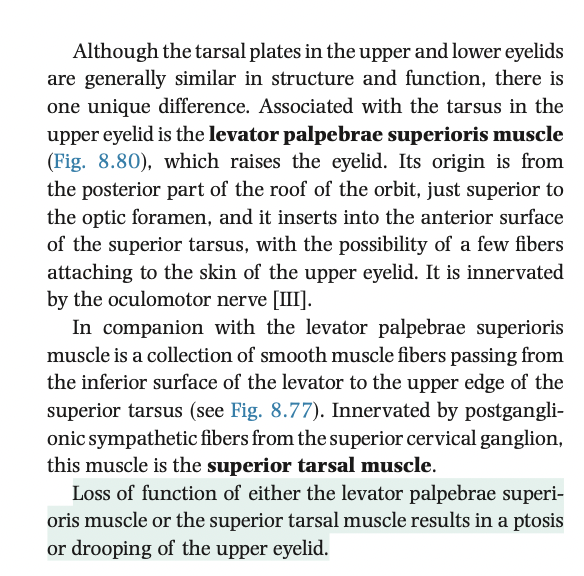 Although the tarsal plates in the upper and lower eyelids
are generally similar in structure and function, there is
one unique difference. Associated with the tarsus in the
upper eyelid is the levator palpebrae superioris muscle
(Fig. 8.80), which raises the eyelid. Its origin is from
the posterior part of the roof of the orbit, just superior to
the optic foramen, and it inserts into the anterior surface
of the superior tarsus, with the possibility of a few fibers
attaching to the skin of the upper eyelid. It is innervated
by the oculomotor nerve [III].
In companion with the levator palpebrae superioris
muscle is a collection of smooth muscle fibers passing from
the inferior surface of the levator to the upper edge of the
superior tarsus (see Fig. 8.77). Innervated by postgangli-
onic sympathetic fibers from the superior cervical ganglion,
this muscle is the superior tarsal muscle.
Loss of function of either the levator palpebrae superi-
oris muscle or the superior tarsal muscle results in a ptosis
or drooping of the upper eyelid.